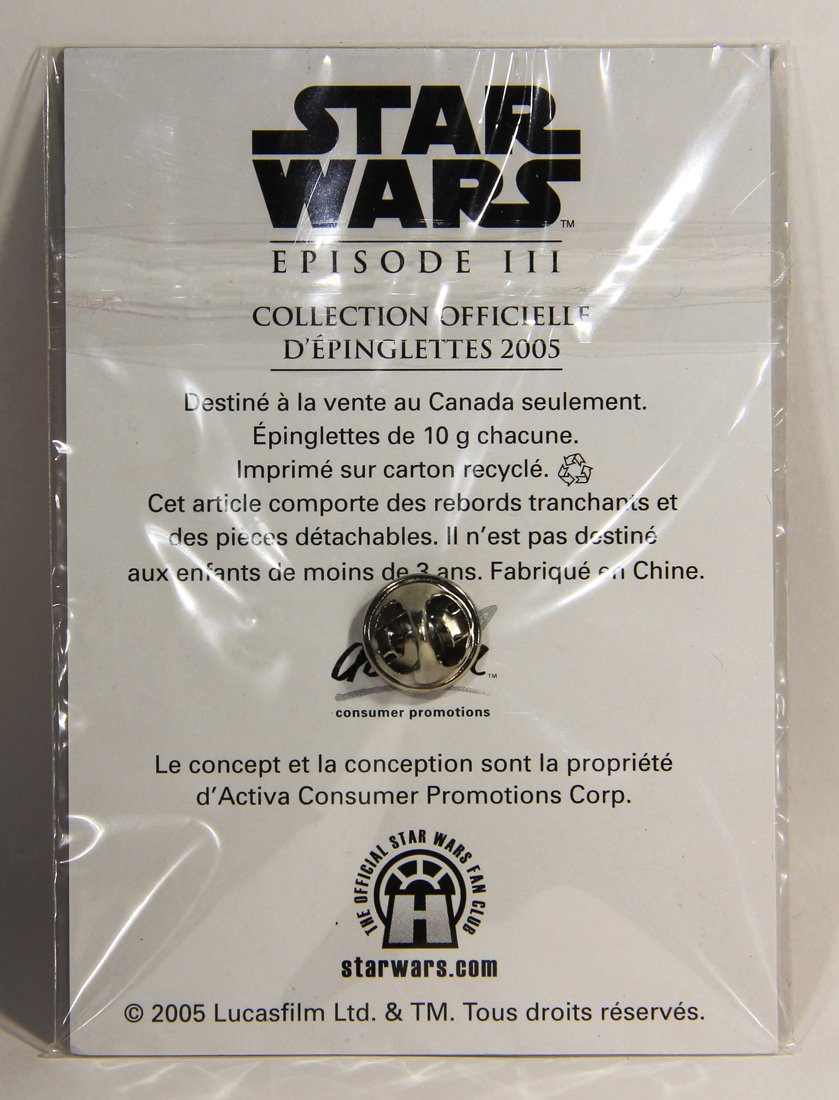 STAR
WARS™
EPISODE III
COLLECTION OFFICIELLE
D'ÉPINGLETTES 2005
Destiné à la vente au Canada seulement.
Épinglettes de 10 g chacune.
Imprimé sur carton recyclé.
Cet article comporte des rebords tranchants et
des pièces détachables. Il n'est pas destiné
aux enfants de moins de 3 ans. Fabriqué en Chine.
™
consumer promotions
Le concept et la conception sont la propriété
d'Activa Consumer Promotions Corp.
THE OFFICIAL STAR WARS FAN CLUB
starwars.com
© 2005 Lucasfilm Ltd. & TM. Tous droits réservés.